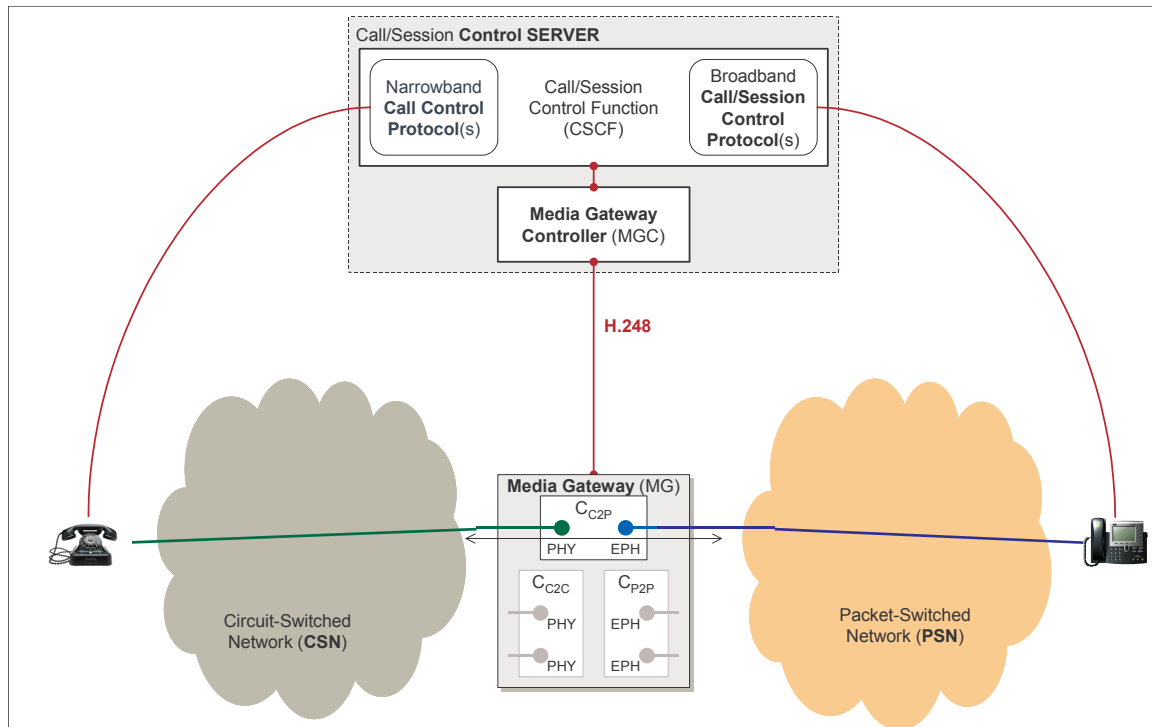 Call/Session Control SERVER
Narrowband
Call Control
Protocol(s)
Call/Session
Control Function
(CSCF)
Broadband
Call/Session
Control
Protocol(s)
Media Gateway
Controller (MGC)
H.248
Media Gateway (MG)
CC2P
PHY
EPH
CC2C
PHY
PHY
CP2P
EPH
EPH
Circuit-Switched
Network (CSN)
Packet-Switched
Network (PSN)